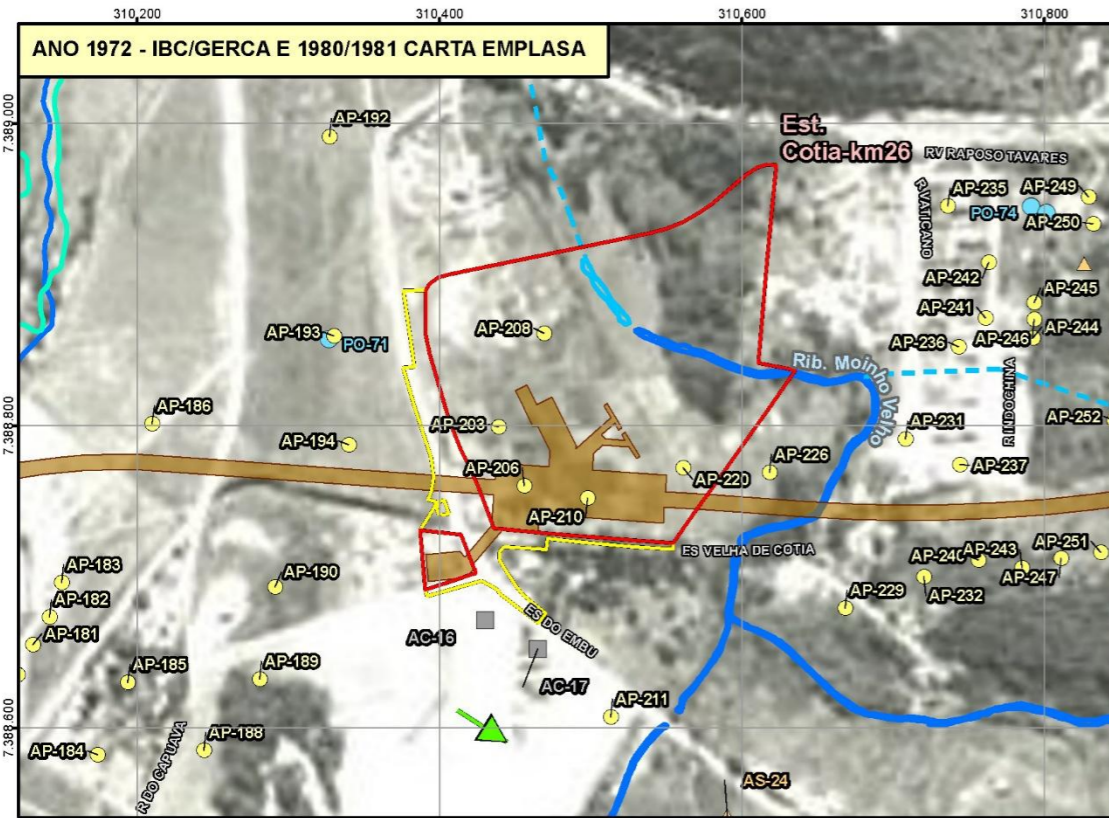 310,200
310,400
310,600
310,800
ANO 1972 - IBC/GERCA E 1980/1981 CARTA EMPLASA
7.389.000
7.388.800
7.388.600
AP-192
Est.
Cotia-km26
RV RAPOSO TAVARES
AP-235
AP-249
PO-74
AP-250
R VATICANO
AP-242
AP-245
AP-241
AP-244
AP-246
AP-236
AP-193
PO-71
AP-208
Rib. Moinho Velho
R INDOCHINA
AP-186
AP-203
AP-231
AP-252
AP-194
AP-206
AP-220
AP-226
AP-237
AP-210
ES VELHA DE COTIA
AP-240
AP-243
AP-251
AP-247
AP-232
AP-229
AP-183
AP-182
AP-181
AP-190
ES DO EMBU
AC-16
AC-17
AP-185
AP-189
AP-211
AP-184
AP-188
R DO CAPUAVA
AS-24